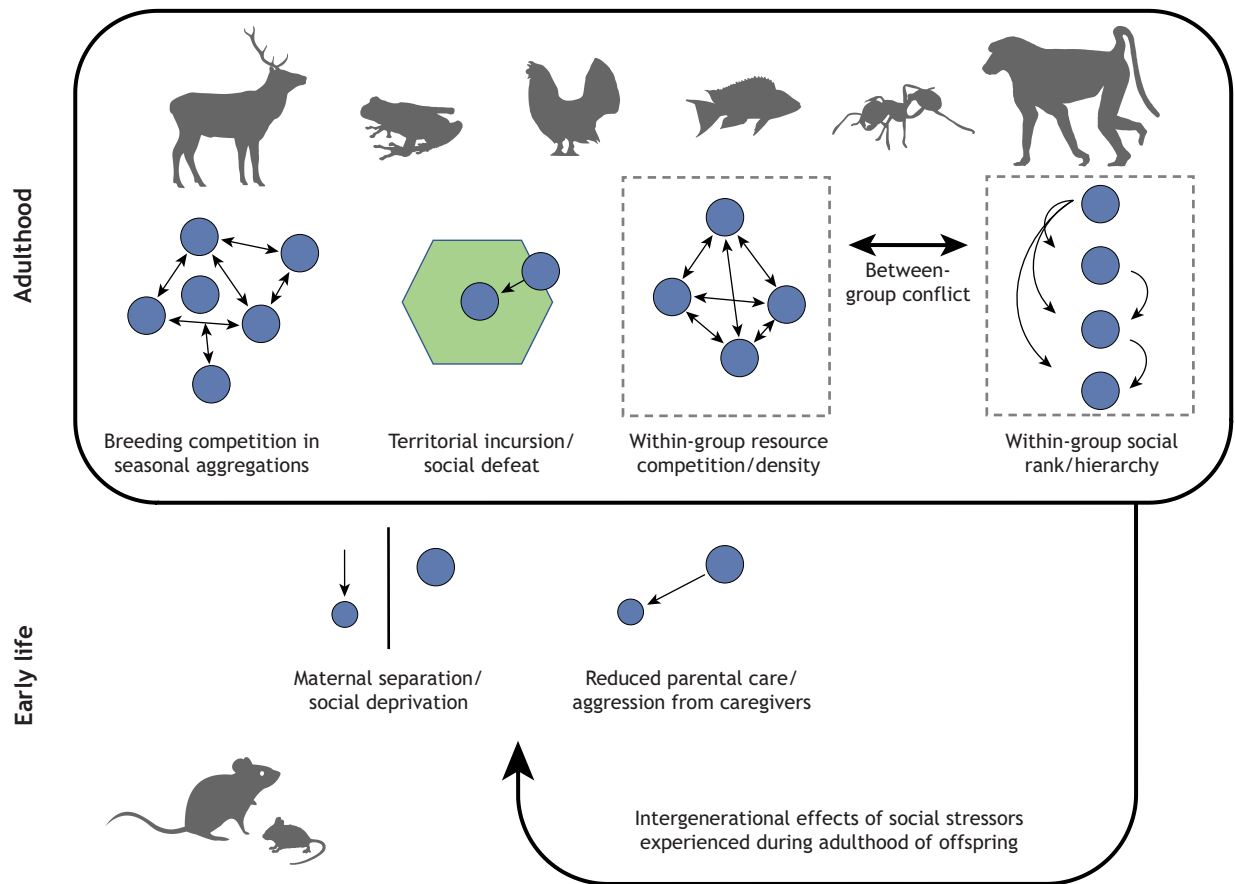 Adulthood
Between-
group conflict
Breeding competition in
seasonal aggregations
Territorial incursion/
social defeat
Within-group resource
competition/density
Within-group social
rank/hierarchy
Early life
Maternal separation/
social deprivation
Reduced parental care/
aggression from caregivers
Intergenerational effects of social stressors
experienced during adulthood of offspring